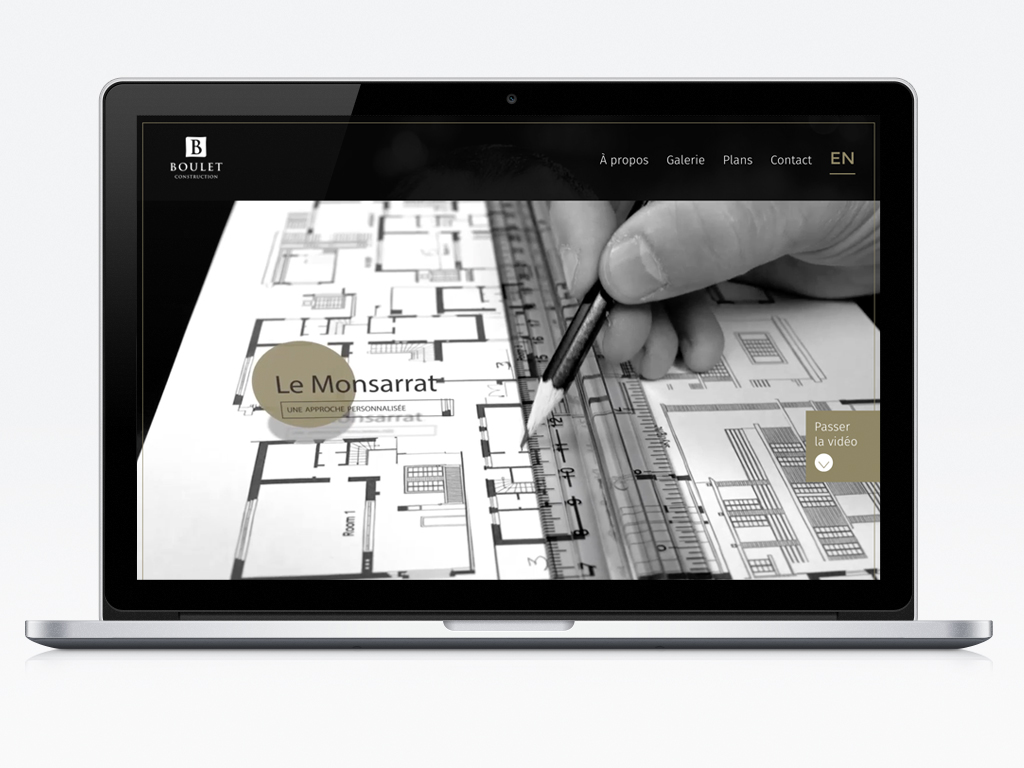 B
BOULET
CONSTRUCTION
À propos
Galerie
Plans
Contact
EN
Le Monsarrat
UNE APPROCHE PERSONNALISÉE
Passer
la vidéo
Room 1